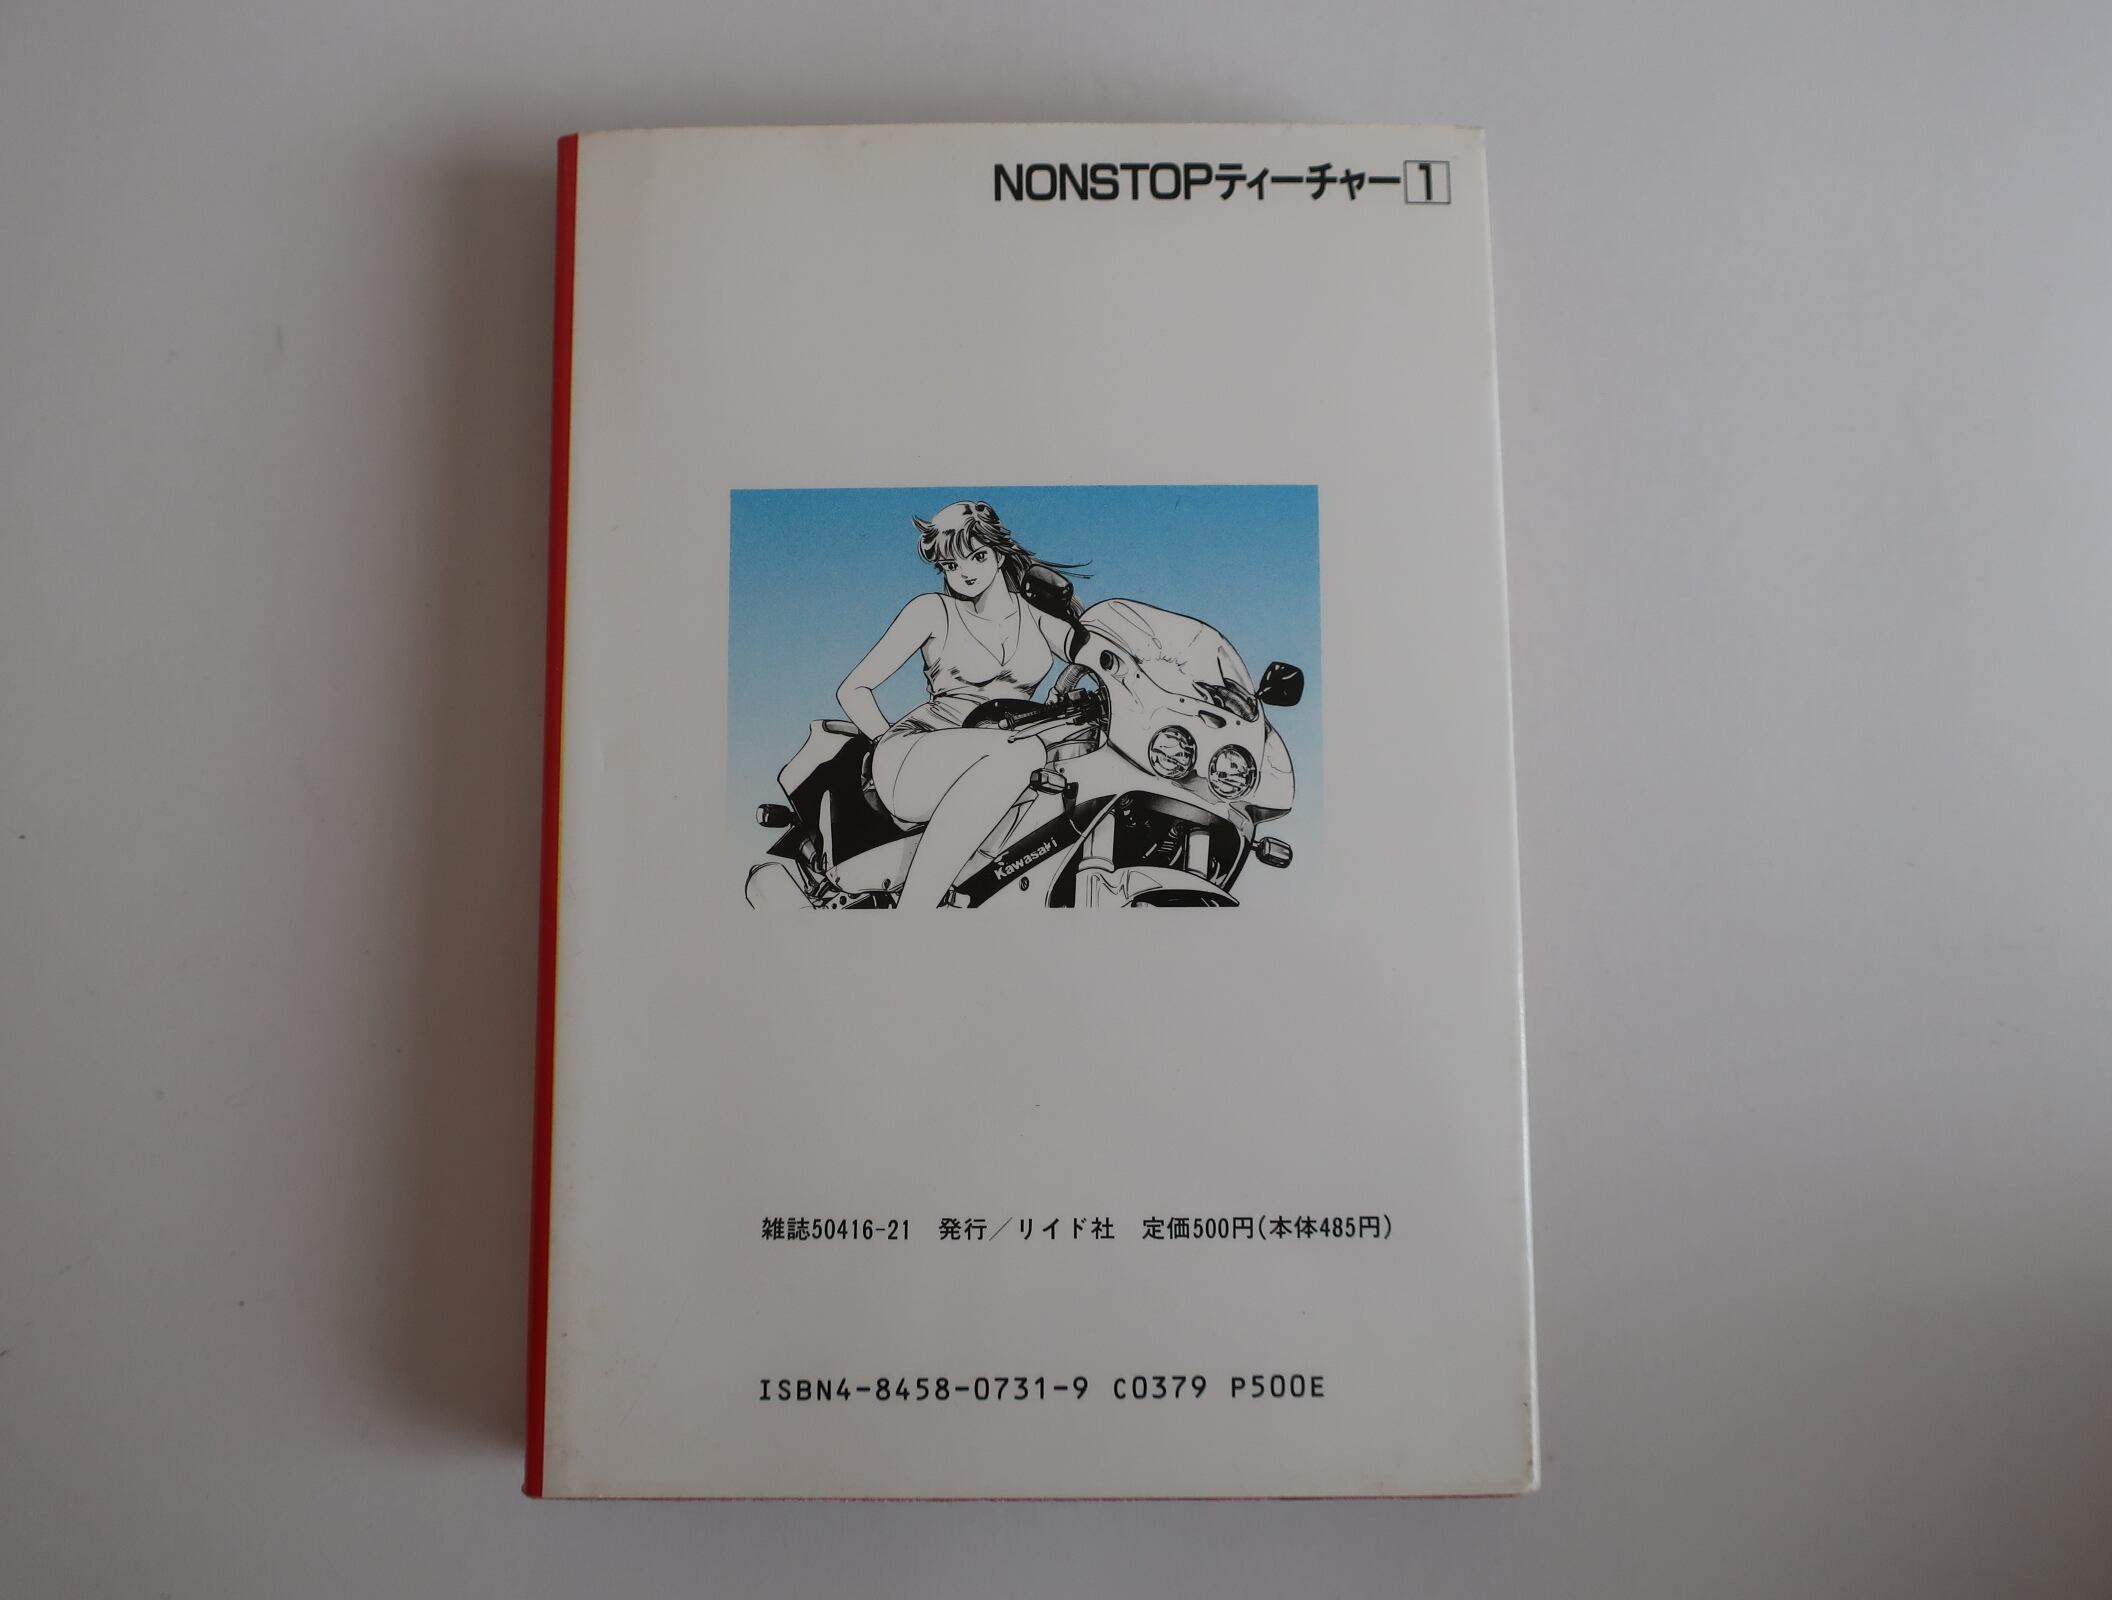 NONSTOPティーチャー1
Kawasaki
雑誌50416-21 発行/リイド社 定価500円(本体485円)
ISBN4-8458-0731-9 C0379 P500E